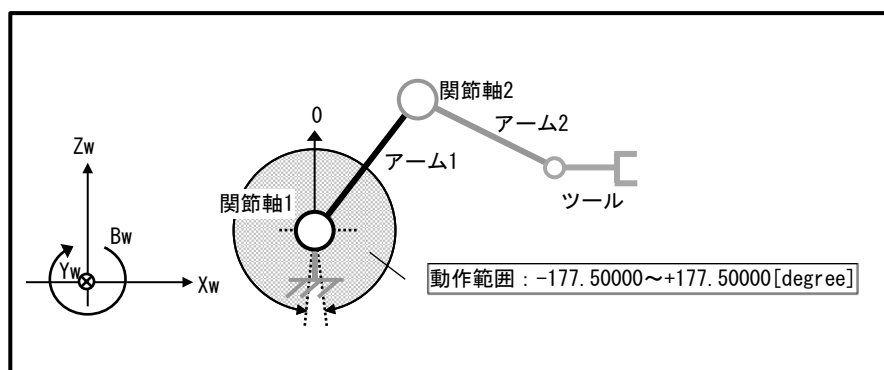 関節軸2
0
アーム2
Zw
アーム1
関節軸1
ツール
Bw
Yw
Xw
動作範囲：-177.50000～+177.50000[degree]